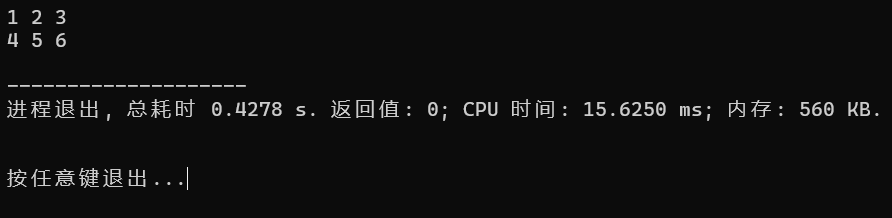 1 2 3
4 5 6
--------------------
进程退出, 总耗时 0.4278 s. 返回值: 0; CPU 时间: 15.6250 ms; 内存: 560 KB.
按任意键退出...